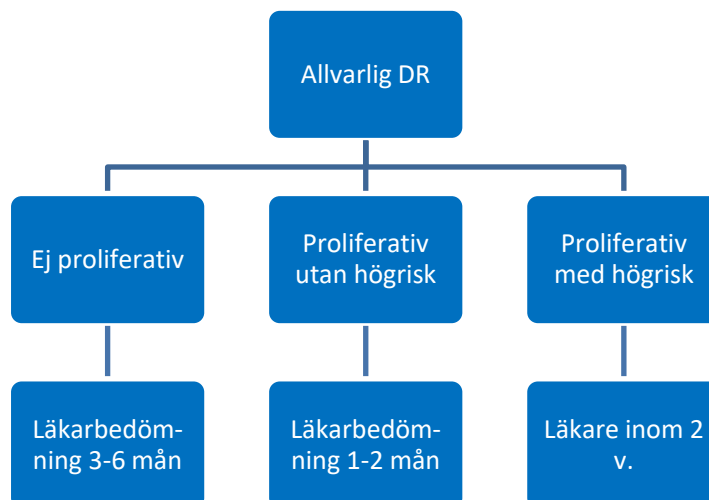 Allvarlig DR
Ej proliferativ
Proliferativ
utan högrisk
Proliferativ
med högrisk
Läkarbedöm-
ning 3-6 mån
Läkarbedöm-
ning 1-2 mån
Läkare inom 2
v.